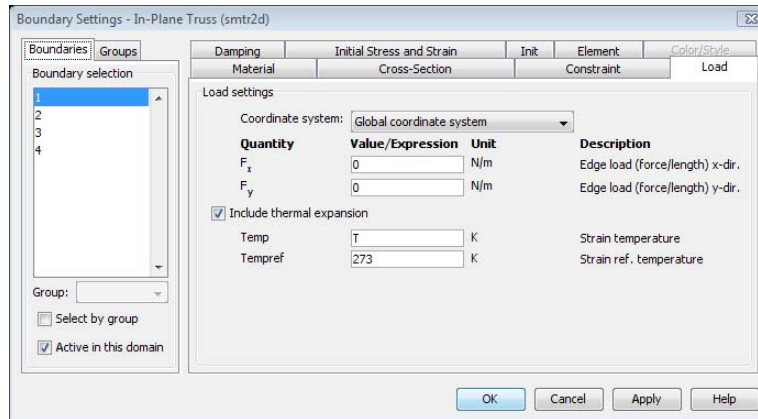 Boundary Settings - In-Plane Truss (smtr2d)
Boundaries Groups
Boundary selection
1
2
3
4
Group:
Select by group
Active in this domain
Damping Initial Stress and Strain Init Element Color/Style
Material Cross-Section Constraint Load
Load settings
Coordinate system: Global coordinate system
Quantity Value/Expression Unit Description
Fx 0 N/m Edge load (force/length) x-dir.
Fy 0 N/m Edge load (force/length) y-dir.
Include thermal expansion
Temp T K Strain temperature
Tempref 273 K Strain ref. temperature
OK Cancel Apply Help